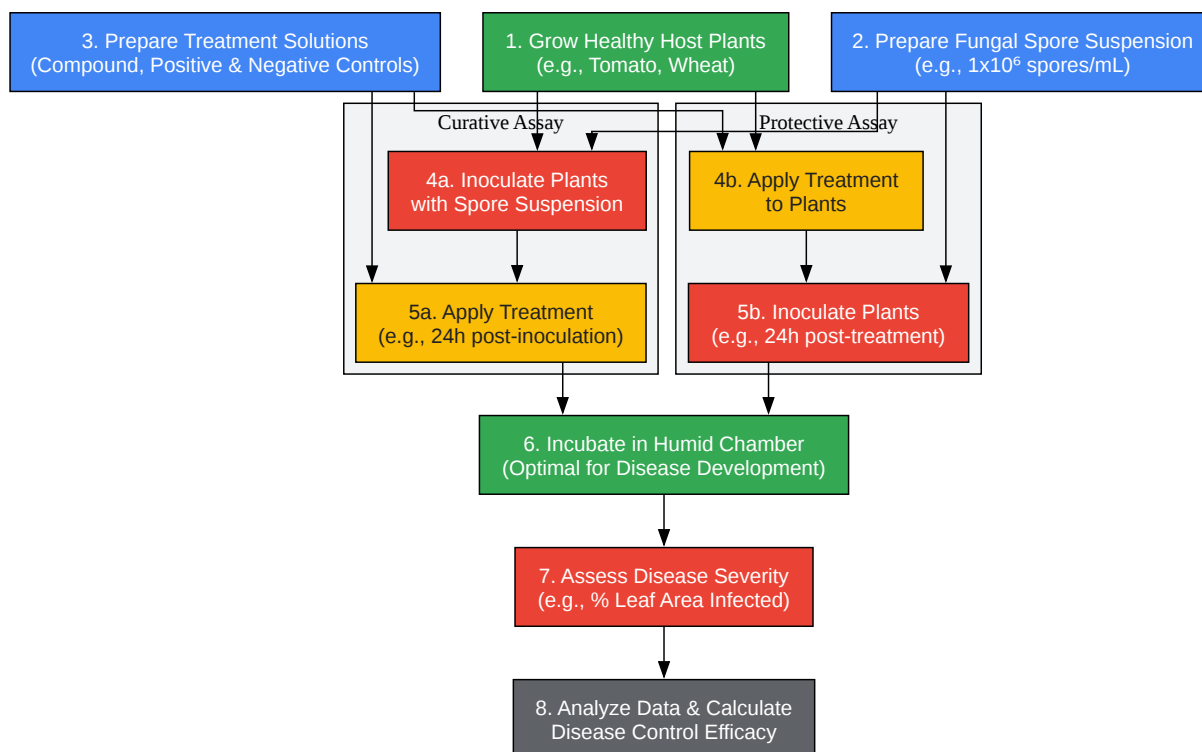 3. Prepare Treatment Solutions
(Compound, Positive & Negative Controls)
1. Grow Healthy Host Plants
(e.g., Tomato, Wheat)
2. Prepare Fungal Spore Suspension
(e.g., 1x10⁶ spores/mL)
Curative Assay
Protective Assay
4a. Inoculate Plants
with Spore Suspension
4b. Apply Treatment
to Plants
5a. Apply Treatment
(e.g., 24h post-inoculation)
5b. Inoculate Plants
(e.g., 24h post-treatment)
6. Incubate in Humid Chamber
(Optimal for Disease Development)
7. Assess Disease Severity
(e.g., % Leaf Area Infected)
8. Analyze Data & Calculate
Disease Control Efficacy